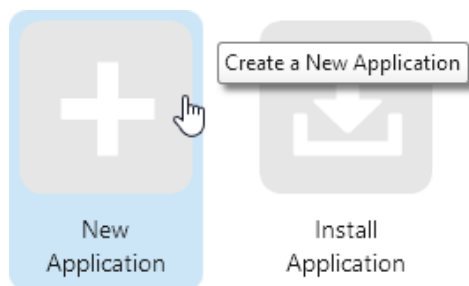 Create a New Application
New
Application
Install
Application